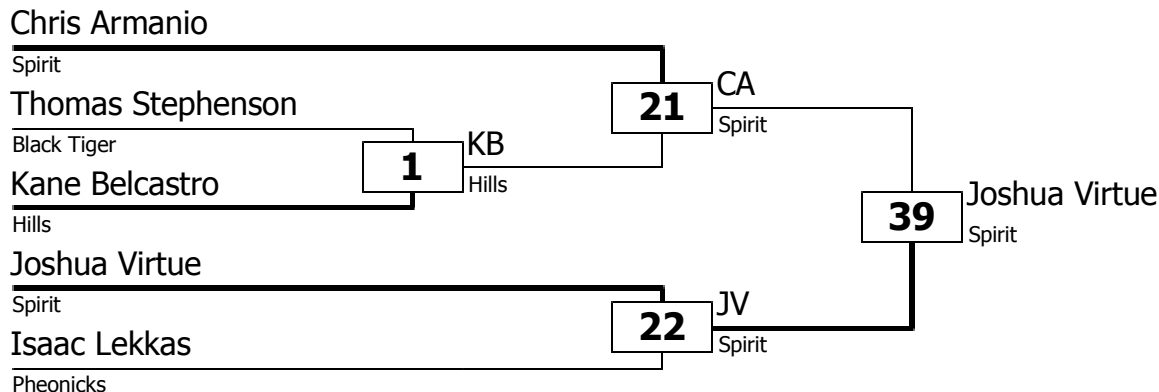 Chris Armanio
Spirit
21
CA
Spirit
Thomas Stephenson
Black Tiger
1
KB
Hills
Kane Belcastro
Hills
39
Joshua Virtue
Spirit
Joshua Virtue
Spirit
22
JV
Spirit
Isaac Lekkas
Pheonicks